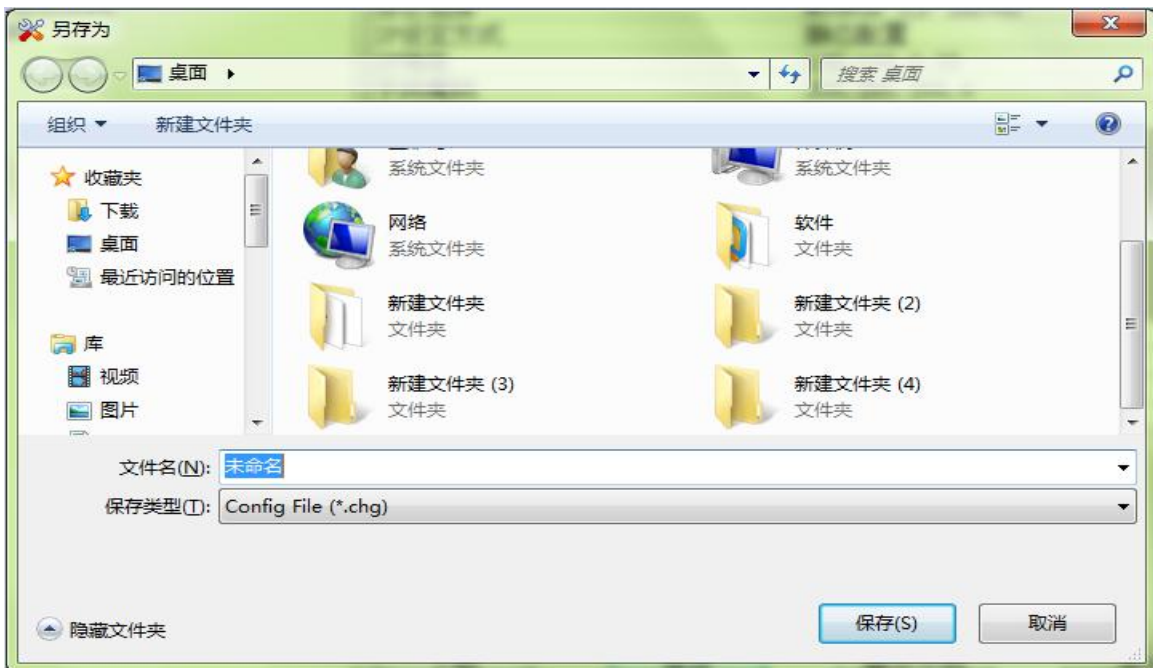 另存为
桌面
搜索 桌面
组织
新建文件夹
收藏夹
下载
桌面
最近访问的位置
库
视频
图片
系统文件夹
系统文件夹
网络
系统文件夹
软件
文件夹
新建文件夹
文件夹
新建文件夹 (2)
文件夹
新建文件夹 (3)
文件夹
新建文件夹 (4)
文件夹
文件名(N): 未命名
保存类型(T): Config File (*.chg)
隐藏文件夹
保存(S)
取消